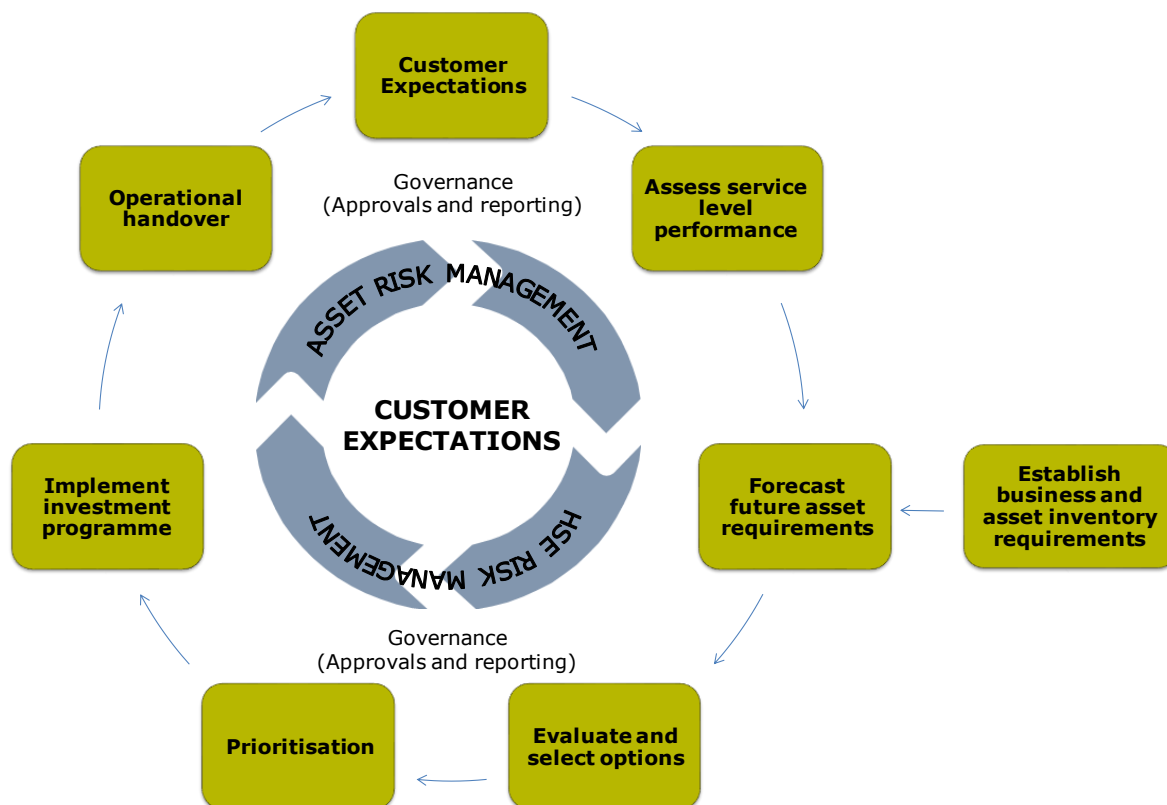 Customer
Expectations
Operational
handover
Governance
(Approvals and reporting)
Assess service
level
performance
ASSET RISK MANAGEMENT
CUSTOMER
EXPECTATIONS
HSE RISK MANAGEMENT
Implement
investment
programme
Forecast
future asset
requirements
Establish
business and
asset inventory
requirements
Governance
(Approvals and reporting)
Prioritisation
Evaluate and
select options